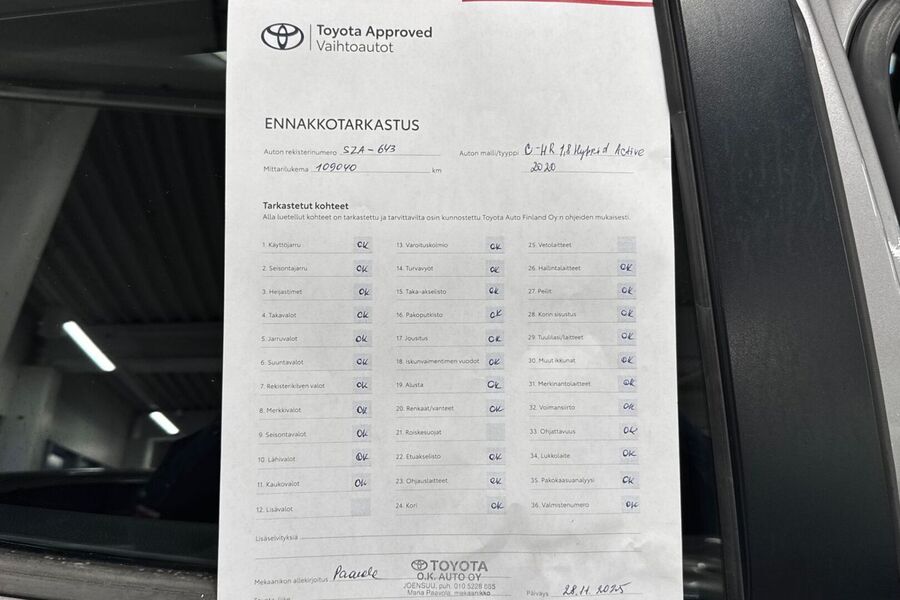 Toyota Approved
Vaihtoautot
ENNAKKOTARKASTUS
Auton rekisterinumero SZA-643 Auton malli/tyyppi C-HR 1,8 Hybrid Active
Mittarilukema 109040 km 2020
Tarkastetut kohteet
Alla luetellut kohteet on tarkastettu ja tarvittavilta osin kunnostettu Toyota Auto Finland Oy:n ohjeiden mukaisesti.
1. Käyttöjarru OK 13. Varoituskolmio OK 25. Vetolaitteet
2. Seisontajarru OK 14. Turvavyöt OK 26. Hallintalaitteet OK
3. Heijastimet OK 15. Taka-akselisto OK 27. Peilit OK
4. Takavalot OK 16. Pakoputkisto OK 28. Korin sisustus OK
5. Jarruvalot OK 17. Jousitus OK 29. Tuulilasi/laitteet OK
6. Suuntavalot OK 18. Iskunvaimentimen vuodot OK 30. Muut ikkunat OK
7. Rekisterikilven valot OK 19. Alusta OK 31. Merkinantolaitteet OK
8. Merkkivalot OK 20. Renkaat/vanteet OK 32. Voimansiirto OK
9. Seisontavalot OK 21. Roiskesuojat 33. Ohjattavuus OK
10. Lähivalot OK 22. Etuakselisto OK 34. Lukkolaite OK
11. Kaukovalot OK 23. Ohjauslaitteet OK 35. Pakokaasuanalyysi OK
12. Lisävalot 24. Kori OK 36. Valmistenumero OK
Lisäselvityksiä
TOYOTA
O.K. AUTO OY
Mekaanikon allekirjoitus JOENSUU, puh. 010 5228 665
Maria Paavola, mekaanikko Päiväys 28.11.2025